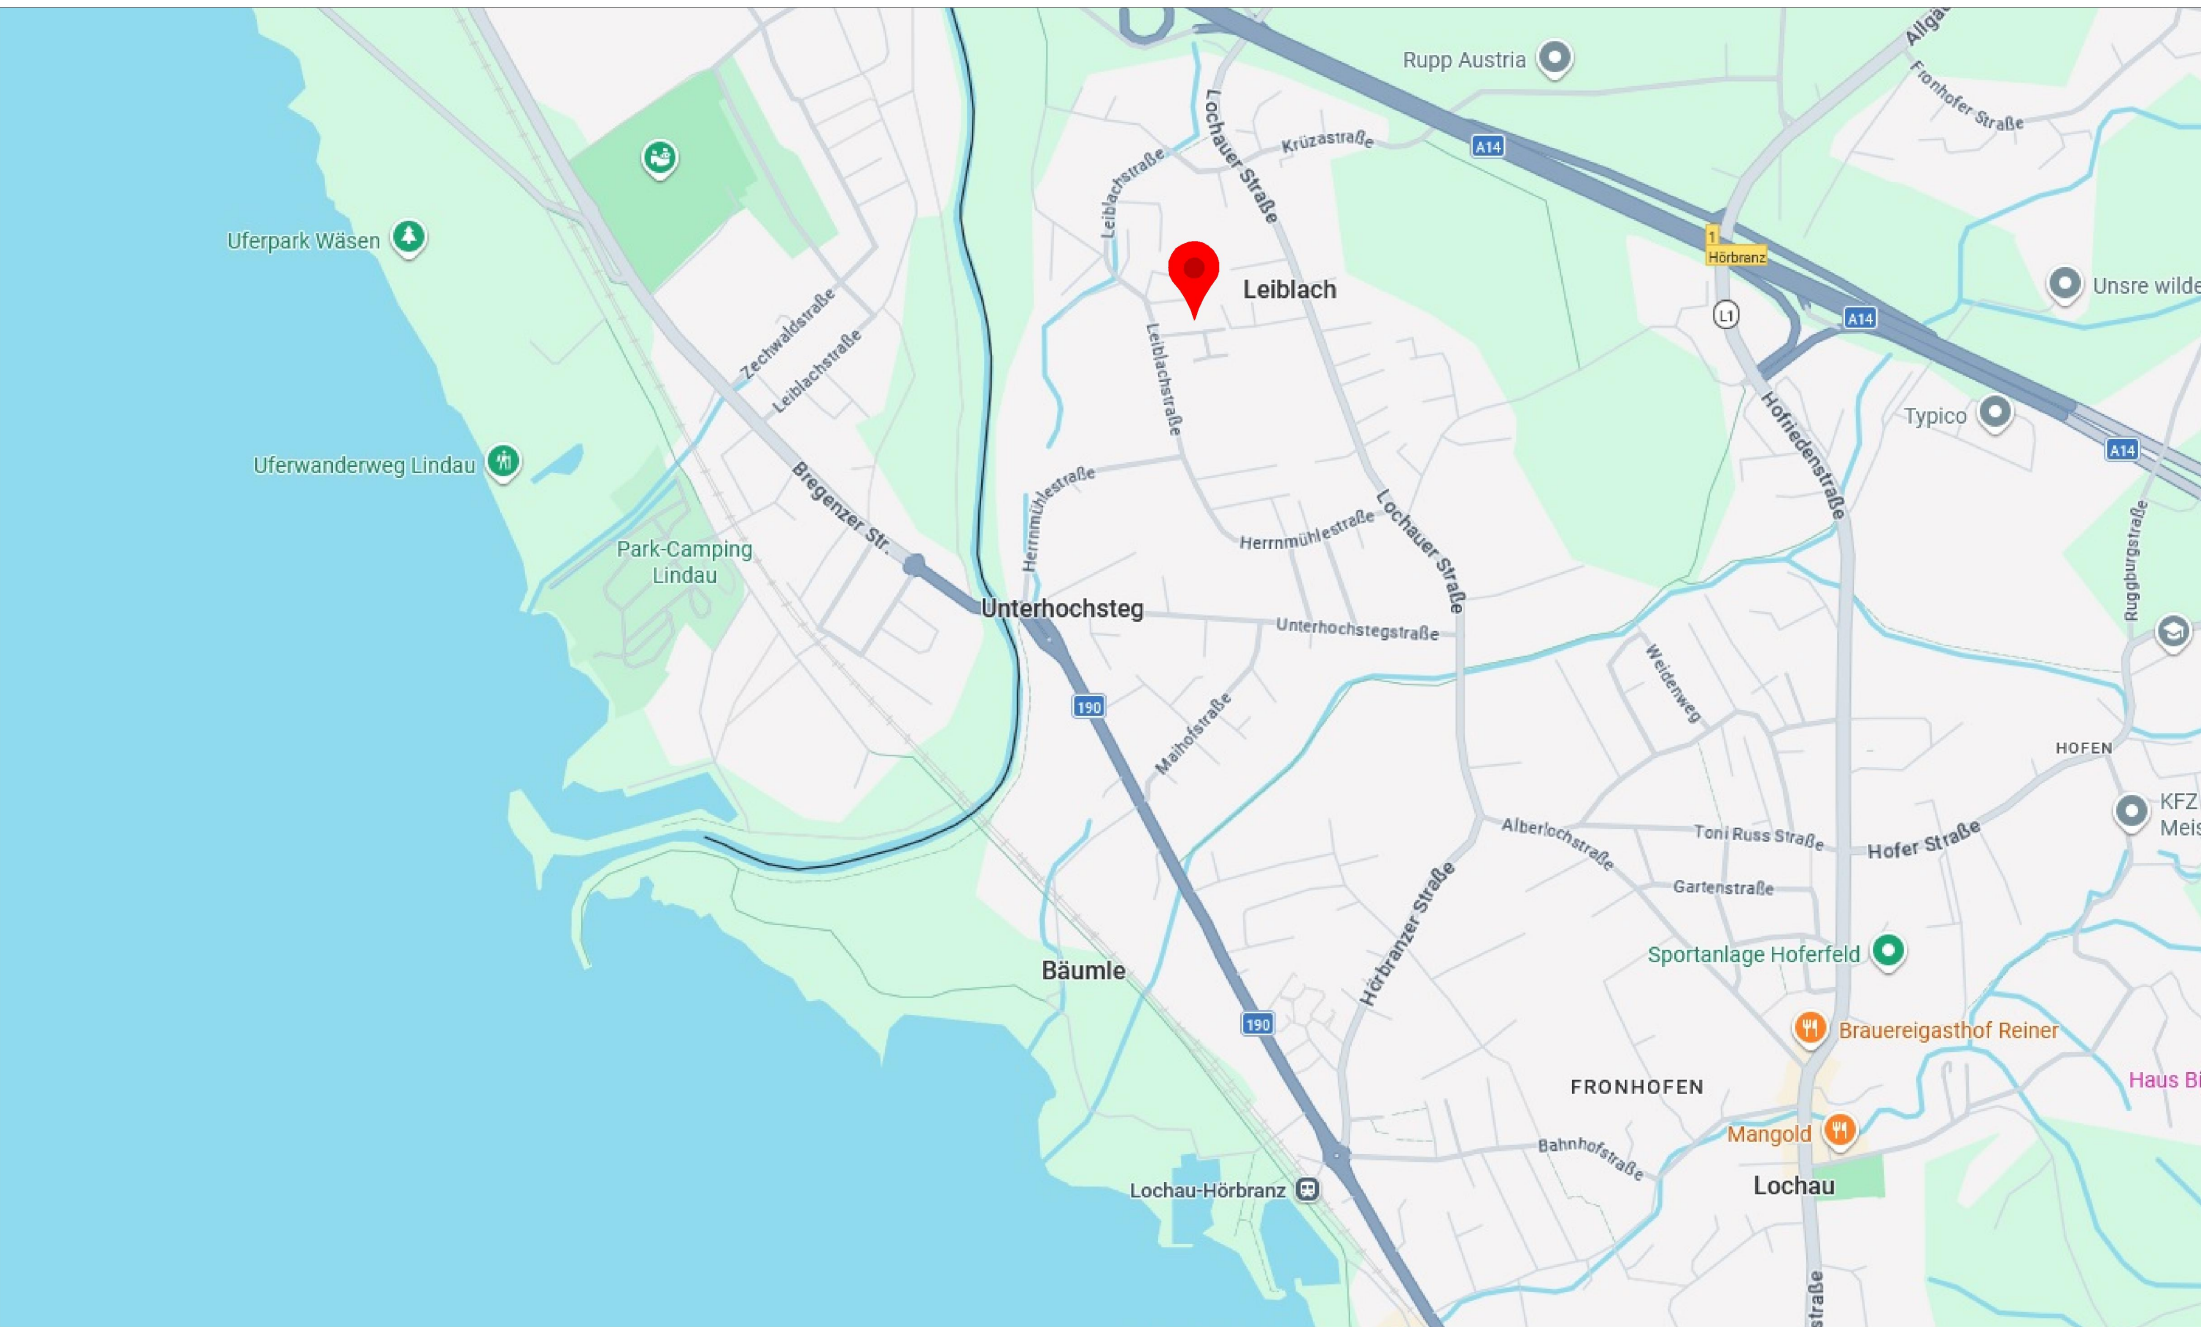 Allgä
Rupp Austria
Fronhofer Straße
Lochauer Straße
Krüzastraße
A14
Leiblachstraße
Uferpark Wäsen
1
Hörbranz
Leiblach
Unsre wilde
L1
A14
Zechwaldstraße
Leiblachstraße
Leiblachstraße
Typico
Hofriedenstraße
A14
Uferwanderweg Lindau
Bregenzer Str.
Herrnmühlestraße
Lochauer Straße
Herrnmühlestraße
Ruggburgstraße
Park-Camping
Lindau
Unterhochsteg
Unterhochstegstraße
Weidenweg
190
Maihofstraße
HOFEN
KFZ
Meis
Alberlochstraße
Toni Russ Straße
Hofer Straße
Gartenstraße
Hörbranzer Straße
Sportanlage Hoferfeld
Bäumle
190
Brauereigasthof Reiner
FRONHOFEN
Haus Bi
Mangold
Bahnhofstraße
Lochau-Hörbranz
Lochau
straße